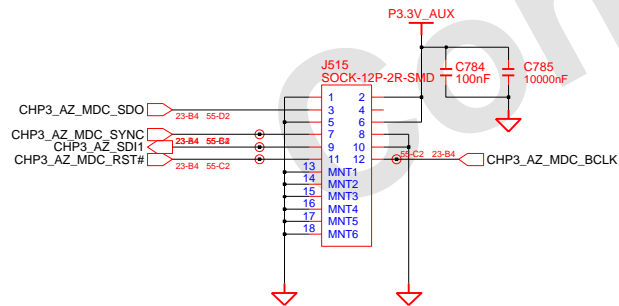 P3.3V_AUX
J515
SOCK-12P-2R-SMD
C784
100nF
C785
10000nF
1 2
CHP3_AZ_MDC_SDO 23-B4 55-D2 3 4
5 6
CHP3_AZ_MDC_SYNC 7 8
CHP3_AZ_SDI1 23-B4 9 10
CHP3_AZ_MDC_RST# 23-B4 55-C2 11 12 55-C2 23-B4 CHP3_AZ_MDC_BCLK
13 MNT1
14 MNT2
15 MNT3
16 MNT4
17 MNT5
18 MNT6
Con